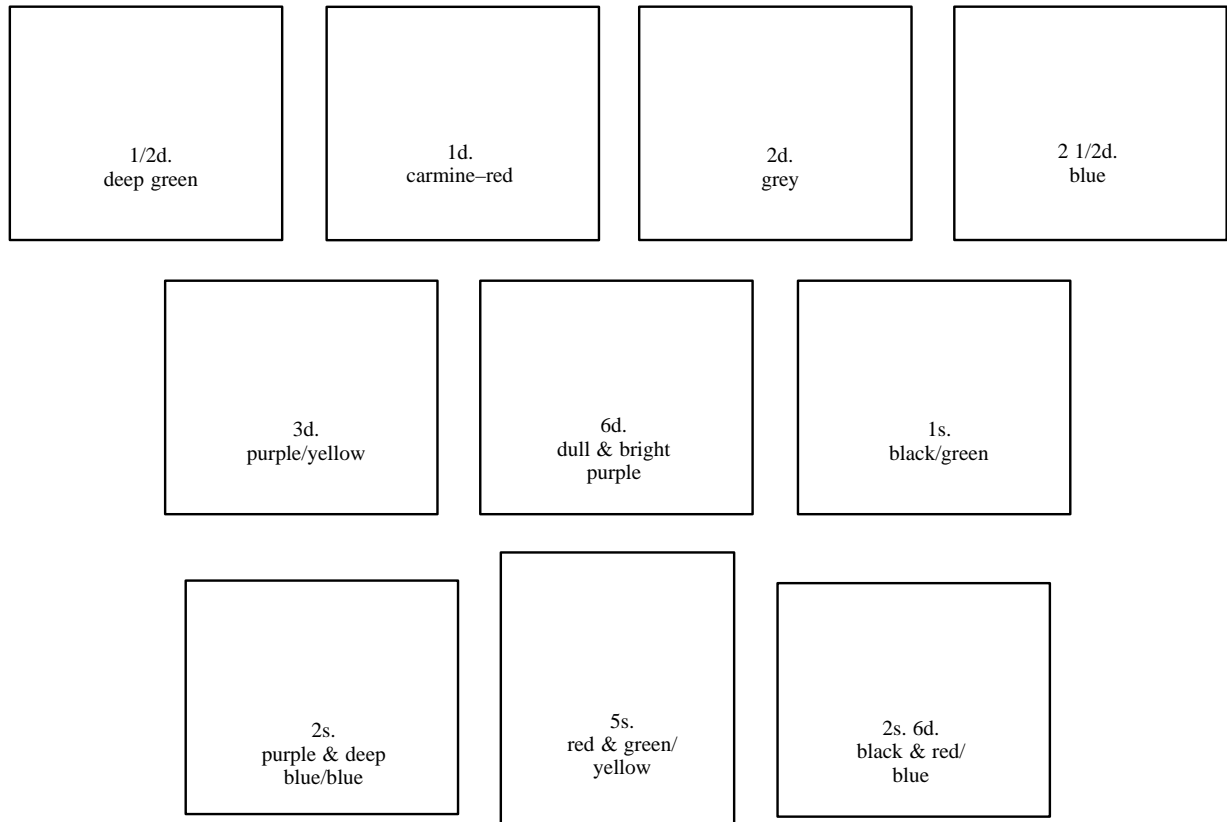 1/2d.
deep green
1d.
carmine–red
2d.
grey
2 1/2d.
blue
3d.
purple/yellow
6d.
dull & bright
purple
1s.
black/green
2s.
purple & deep
blue/blue
5s.
red & green/
yellow
2s. 6d.
black & red/
blue